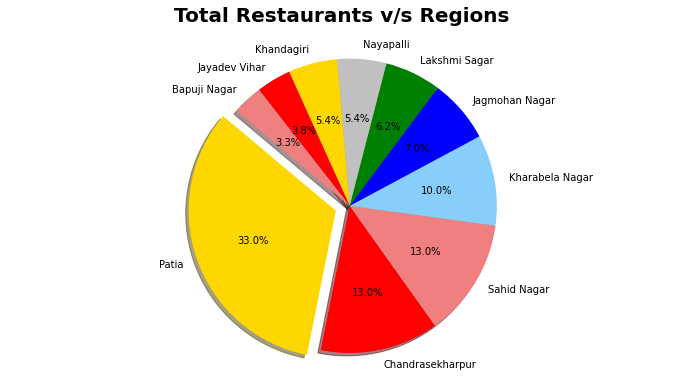 Total Restaurants v/s Regions
Nayapalli
Khandagiri
Lakshmi Sagar
Jayadev Vihar
Bapuji Nagar
Jagmohan Nagar
5.4%
5.4%
6.2%
3.8%
3.3%
7.0%
Kharabela Nagar
10.0%
33.0%
13.0%
Patia
Sahid Nagar
13.0%
Chandrasekharpur